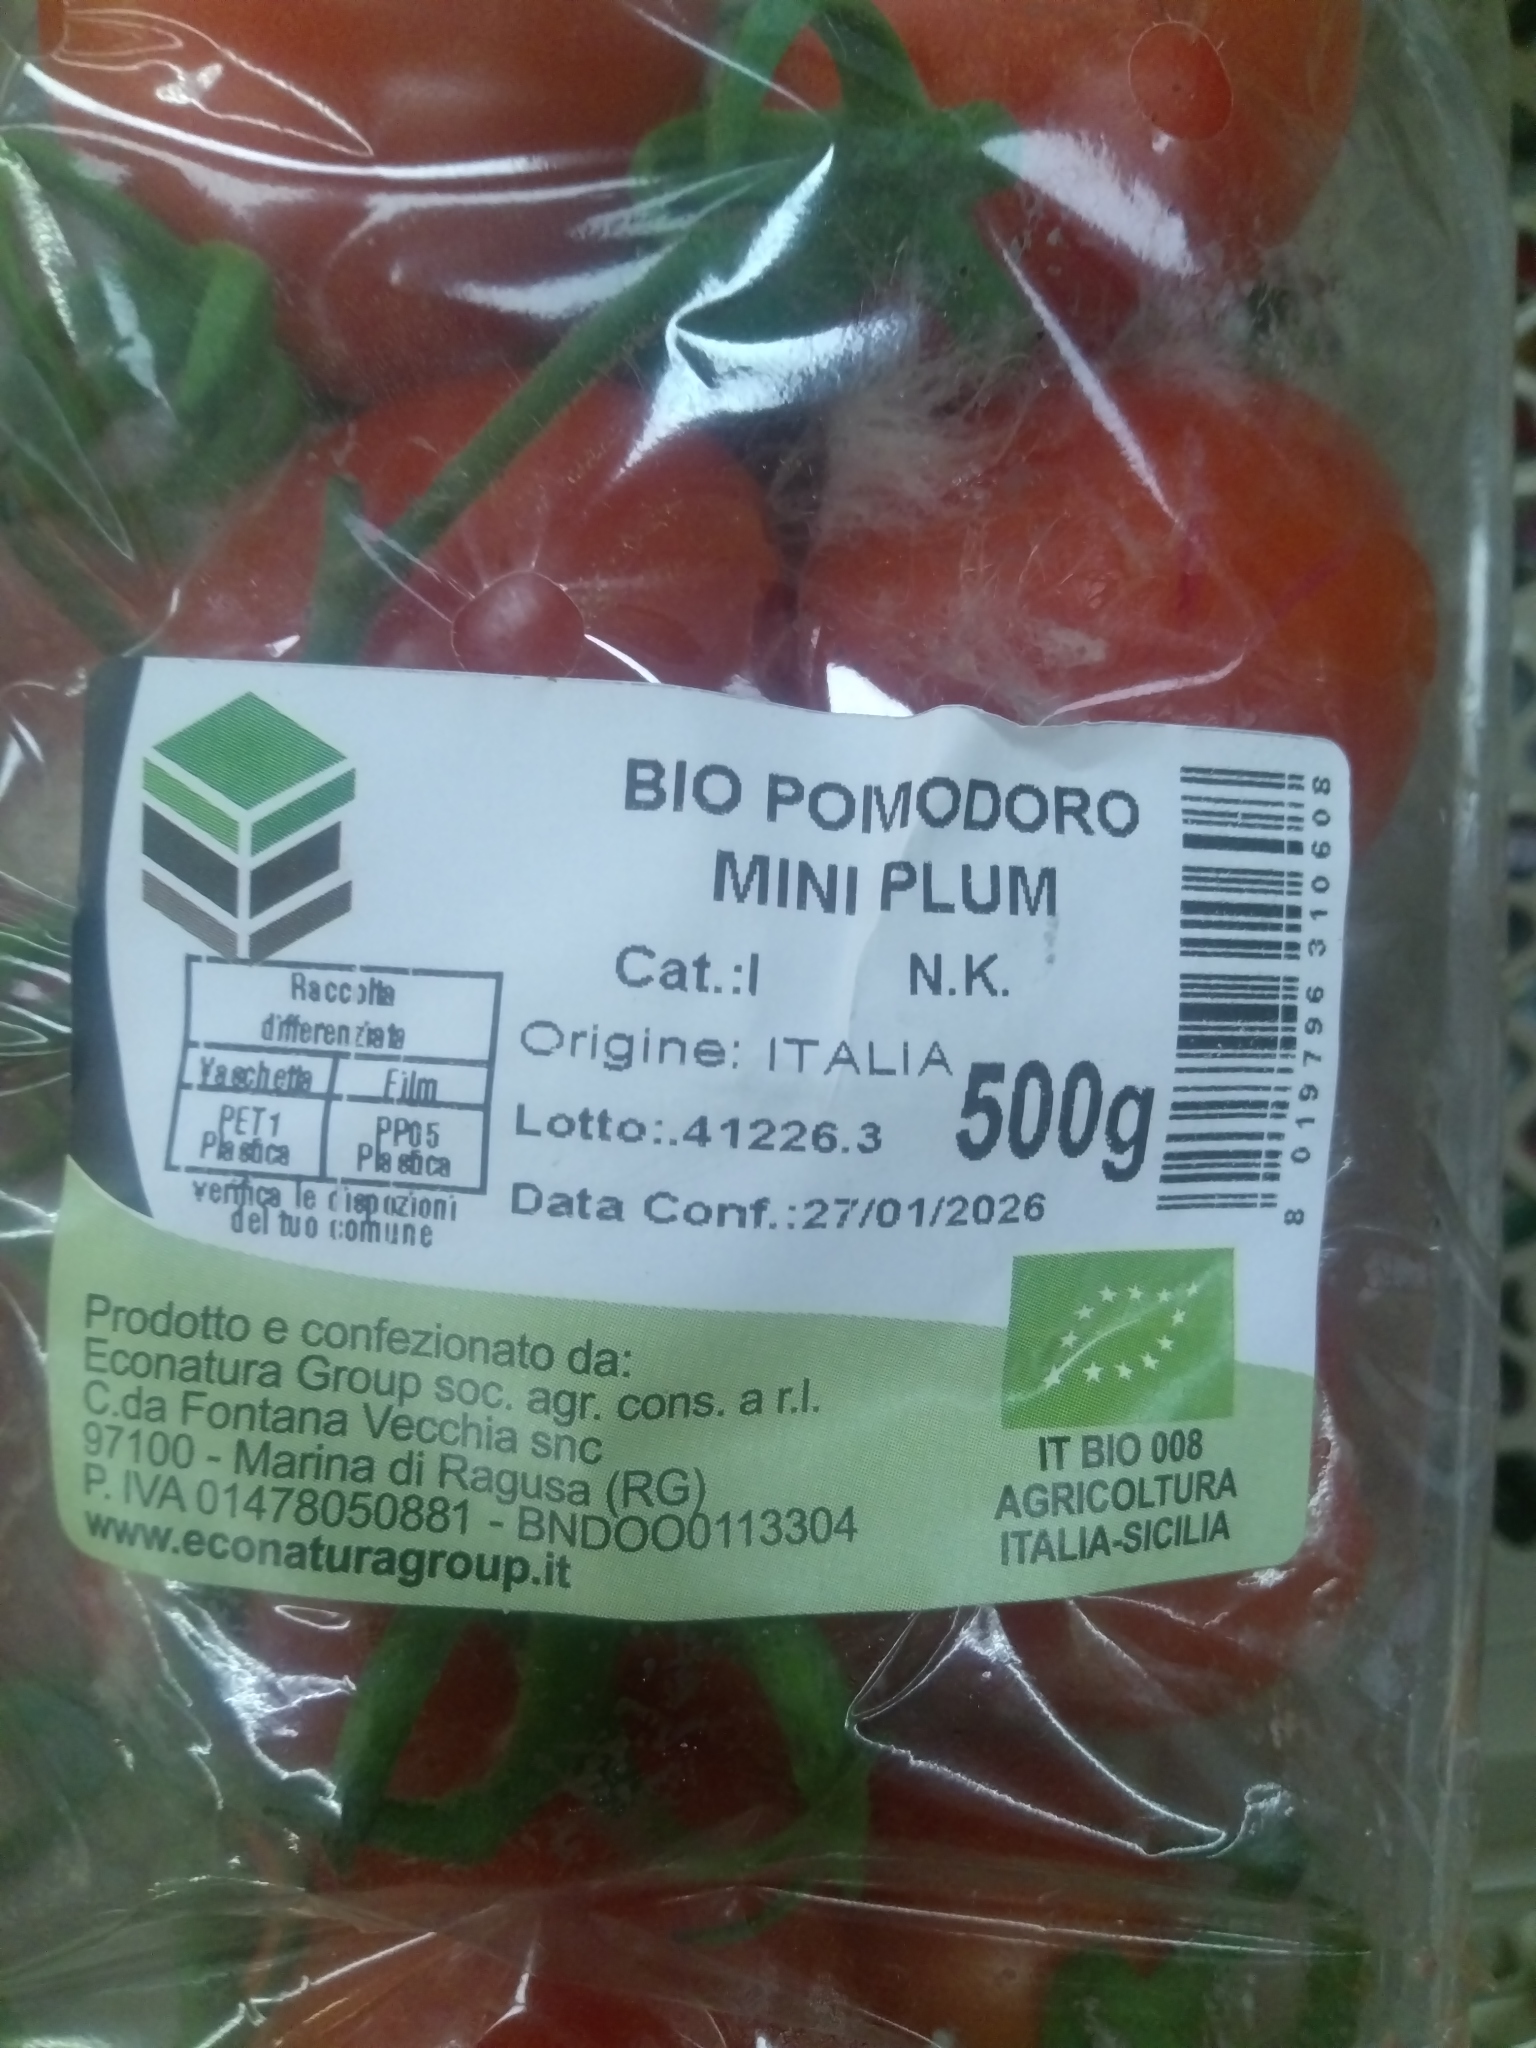 BIO POMODORO
MINI PLUM
Cat.:I N.K.
Origine: ITALIA
500g
Lotto:.41226.3
Data Conf.:27/01/2026
8 019796 310608
Raccolta
differenziata
Vaschetta Film
PET1 PP05
Plastica Plastica
verifica le dispozioni
del tuo comune
Prodotto e confezionato da:
Econatura Group soc. agr. cons. a r.l.
C.da Fontana Vecchia snc
97100 - Marina di Ragusa (RG)
P. IVA 01478050881 - BNDOO0113304
www.econaturagroup.it
IT BIO 008
AGRICOLTURA
ITALIA-SICILIA